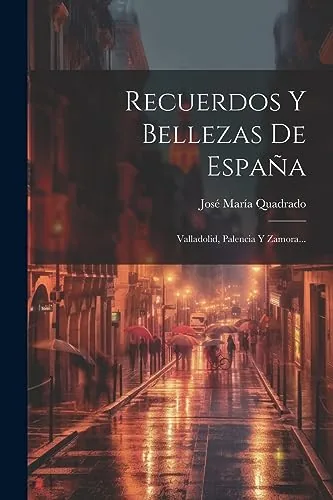 Recuerdos Y
Bellezas De
España
José María Quadrado
Valladolid, Palencia Y Zamora...